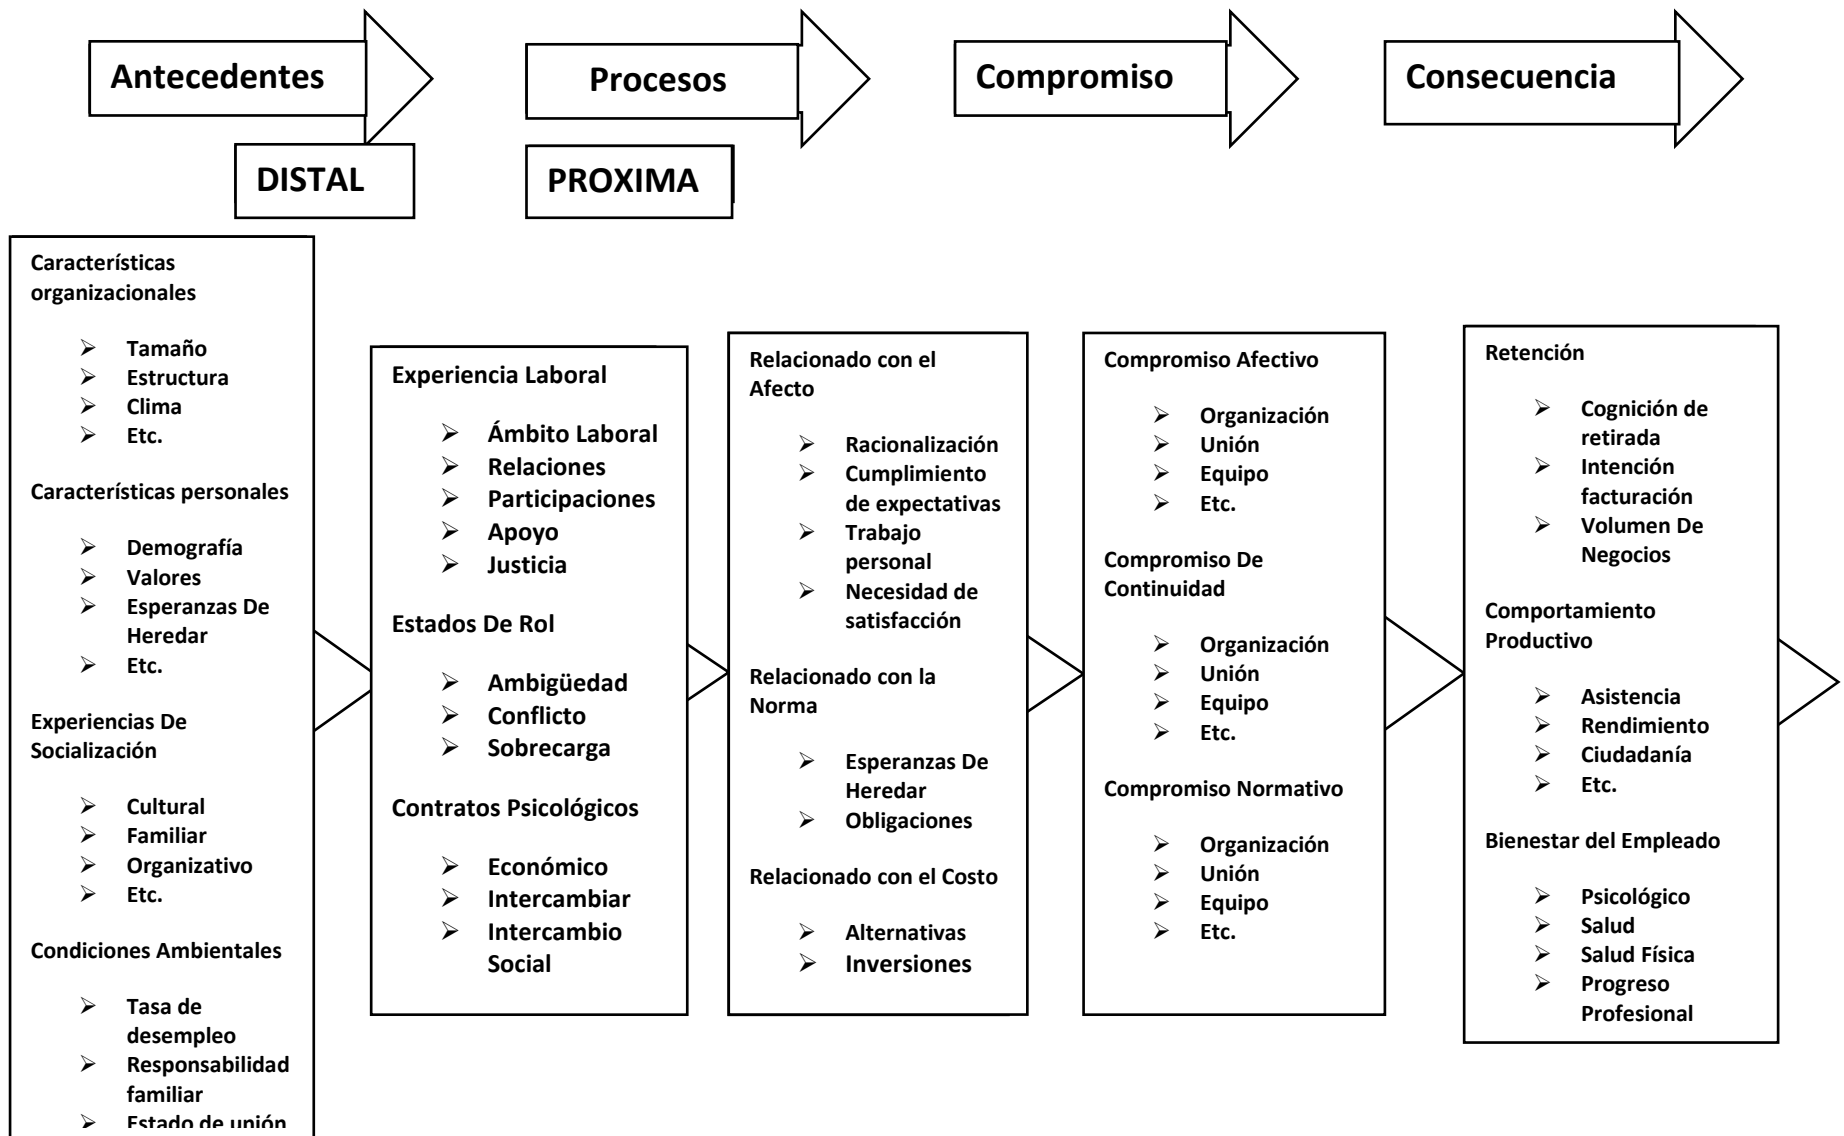 Antecedentes
Procesos
Compromiso
Consecuencia
DISTAL
PROXIMA
Características
organizacionales
➢ Tamaño
➢ Estructura
➢ Clima
➢ Etc.
Características personales
➢ Demografía
➢ Valores
➢ Esperanzas De
Heredar
➢ Etc.
Experiencias De
Socialización
➢ Cultural
➢ Familiar
➢ Organizativo
➢ Etc.
Condiciones Ambientales
➢ Tasa de
desempleo
➢ Responsabilidad
familiar
➢ Estado de unión
Experiencia Laboral
➢ Ámbito Laboral
➢ Relaciones
➢ Participaciones
➢ Apoyo
➢ Justicia
Estados De Rol
➢ Ambigüedad
➢ Conflicto
➢ Sobrecarga
Contratos Psicológicos
➢ Económico
➢ Intercambiar
➢ Intercambio
Social
Relacionado con el
Afecto
➢ Racionalización
➢ Cumplimiento
de expectativas
➢ Trabajo
personal
➢ Necesidad de
satisfacción
Relacionado con la
Norma
➢ Esperanzas De
Heredar
➢ Obligaciones
Relacionado con el Costo
➢ Alternativas
➢ Inversiones
Compromiso Afectivo
➢ Organización
➢ Unión
➢ Equipo
➢ Etc.
Compromiso De
Continuidad
➢ Organización
➢ Unión
➢ Equipo
➢ Etc.
Compromiso Normativo
➢ Organización
➢ Unión
➢ Equipo
➢ Etc.
Retención
➢ Cognición de
retirada
➢ Intención
facturación
➢ Volumen De
Negocios
Comportamiento
Productivo
➢ Asistencia
➢ Rendimiento
➢ Ciudadanía
➢ Etc.
Bienestar del Empleado
➢ Psicológico
➢ Salud
➢ Salud Física
➢ Progreso
Profesional